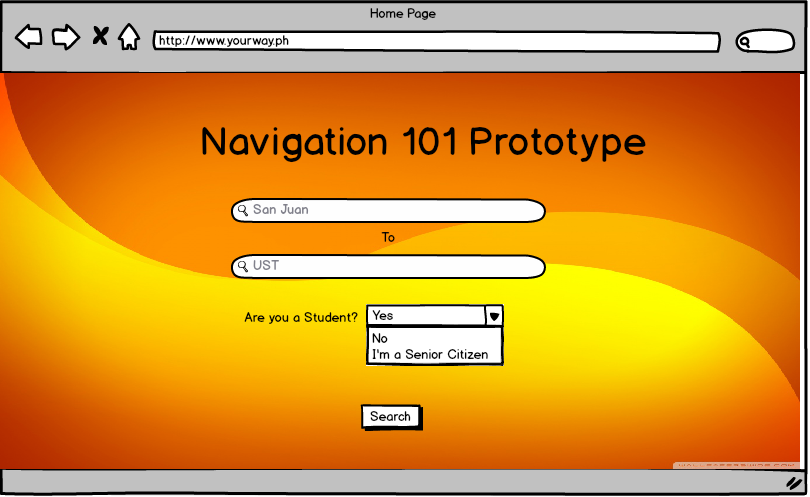 Home Page
http://www.yourway.ph
Navigation 101 Prototype
San Juan
To
UST
Are you a Student? Yes
No
I'm a Senior Citizen
Search